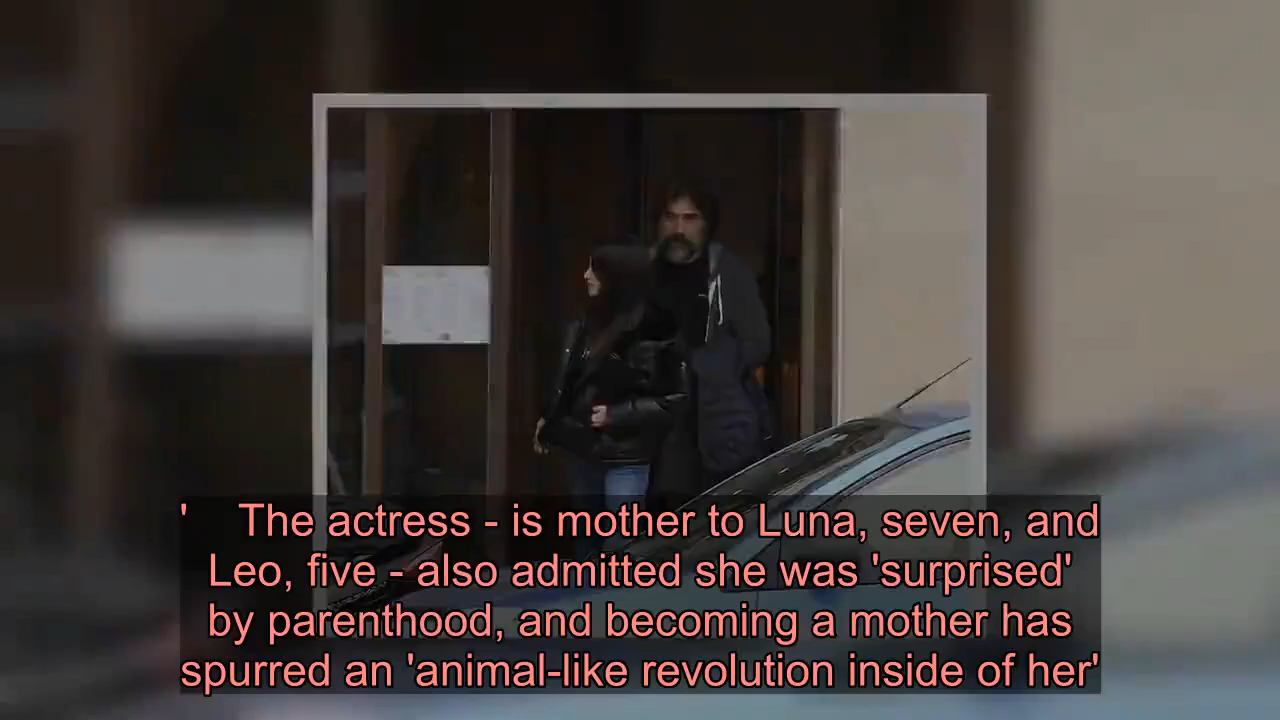 ' The actress - is mother to Luna, seven, and
Leo, five - also admitted she was 'surprised'
by parenthood, and becoming a mother has
spurred an 'animal-like revolution inside of her'